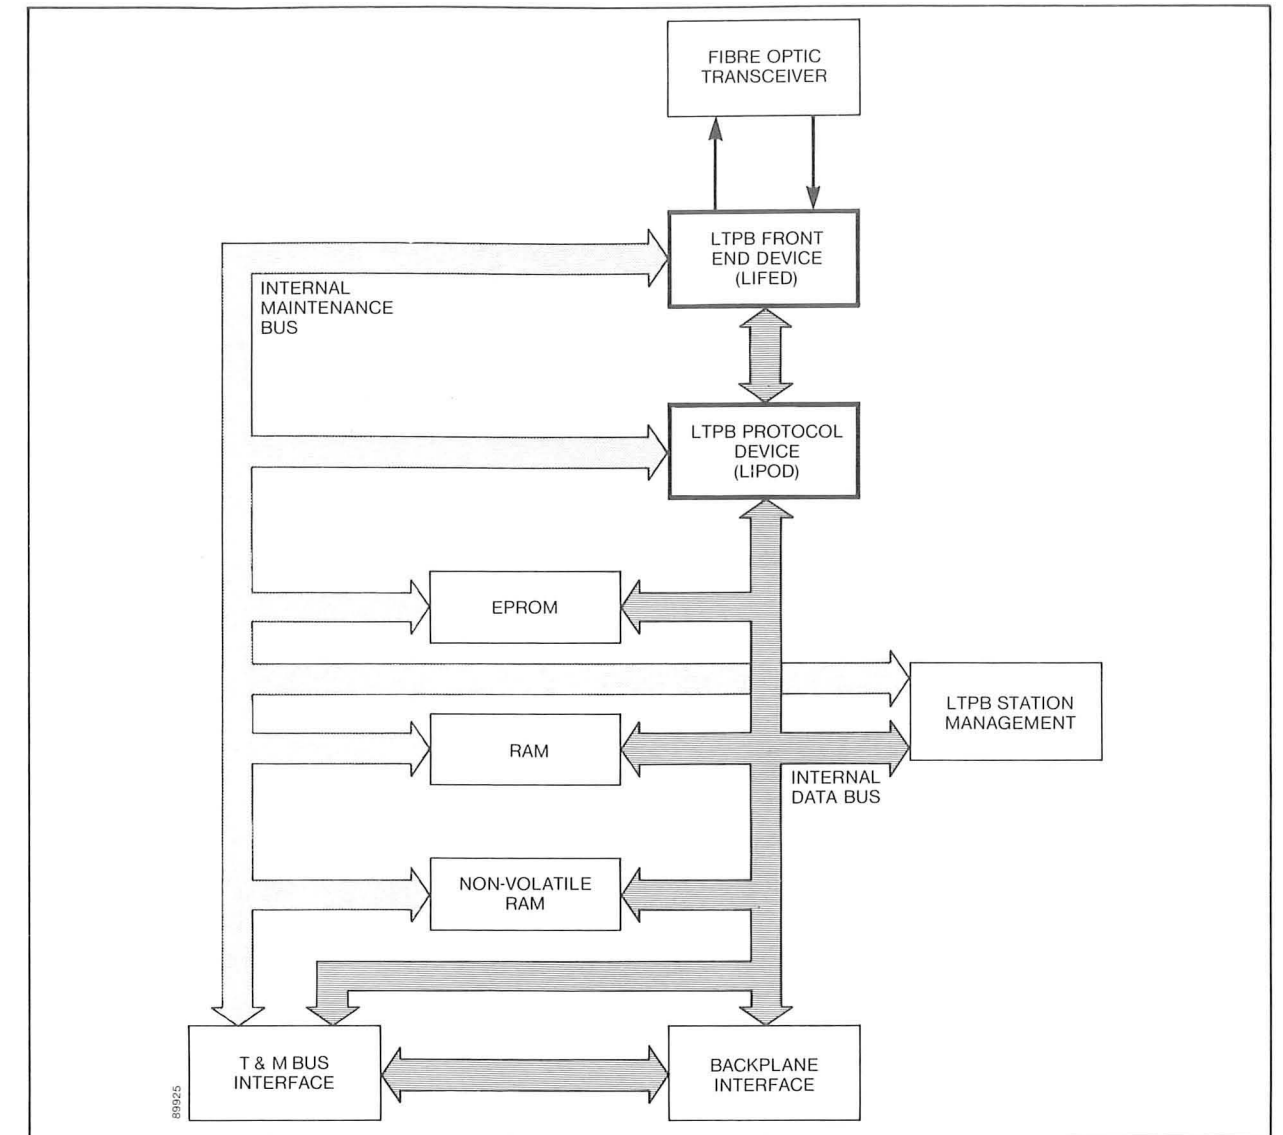 FIBRE OPTIC
TRANSCEIVER
LTPB FRONT
END DEVICE
(LIFED)
INTERNAL
MAINTENANCE
BUS
LTPB PROTOCOL
DEVICE
(LIPOD)
EPROM
LTPB STATION
MANAGEMENT
RAM
INTERNAL
DATA BUS
NON-VOLATILE
RAM
T & M BUS
INTERFACE
BACKPLANE
INTERFACE
89925